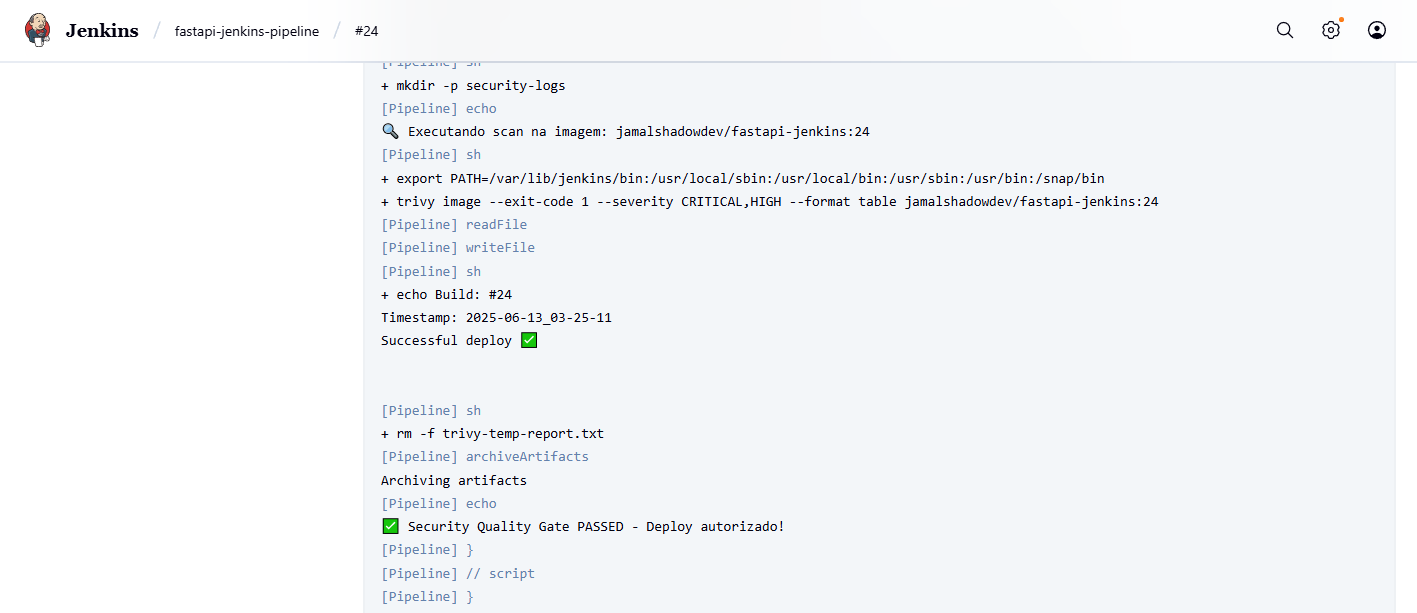 Jenkins / fastapi-jenkins-pipeline / #24
[Pipeline] sh
+ mkdir -p security-logs
[Pipeline] echo
🔍 Executando scan na imagem: jamalshadowdev/fastapi-jenkins:24
[Pipeline] sh
+ export PATH=/var/lib/jenkins/bin:/usr/local/sbin:/usr/local/bin:/usr/sbin:/usr/bin:/snap/bin
+ trivy image --exit-code 1 --severity CRITICAL,HIGH --format table jamalshadowdev/fastapi-jenkins:24
[Pipeline] readFile
[Pipeline] writeFile
[Pipeline] sh
+ echo Build: #24
Timestamp: 2025-06-13_03-25-11
Successful deploy ✅
[Pipeline] sh
+ rm -f trivy-temp-report.txt
[Pipeline] archiveArtifacts
Archiving artifacts
[Pipeline] echo
✅ Security Quality Gate PASSED - Deploy autorizado!
[Pipeline] }
[Pipeline] // script
[Pipeline] }